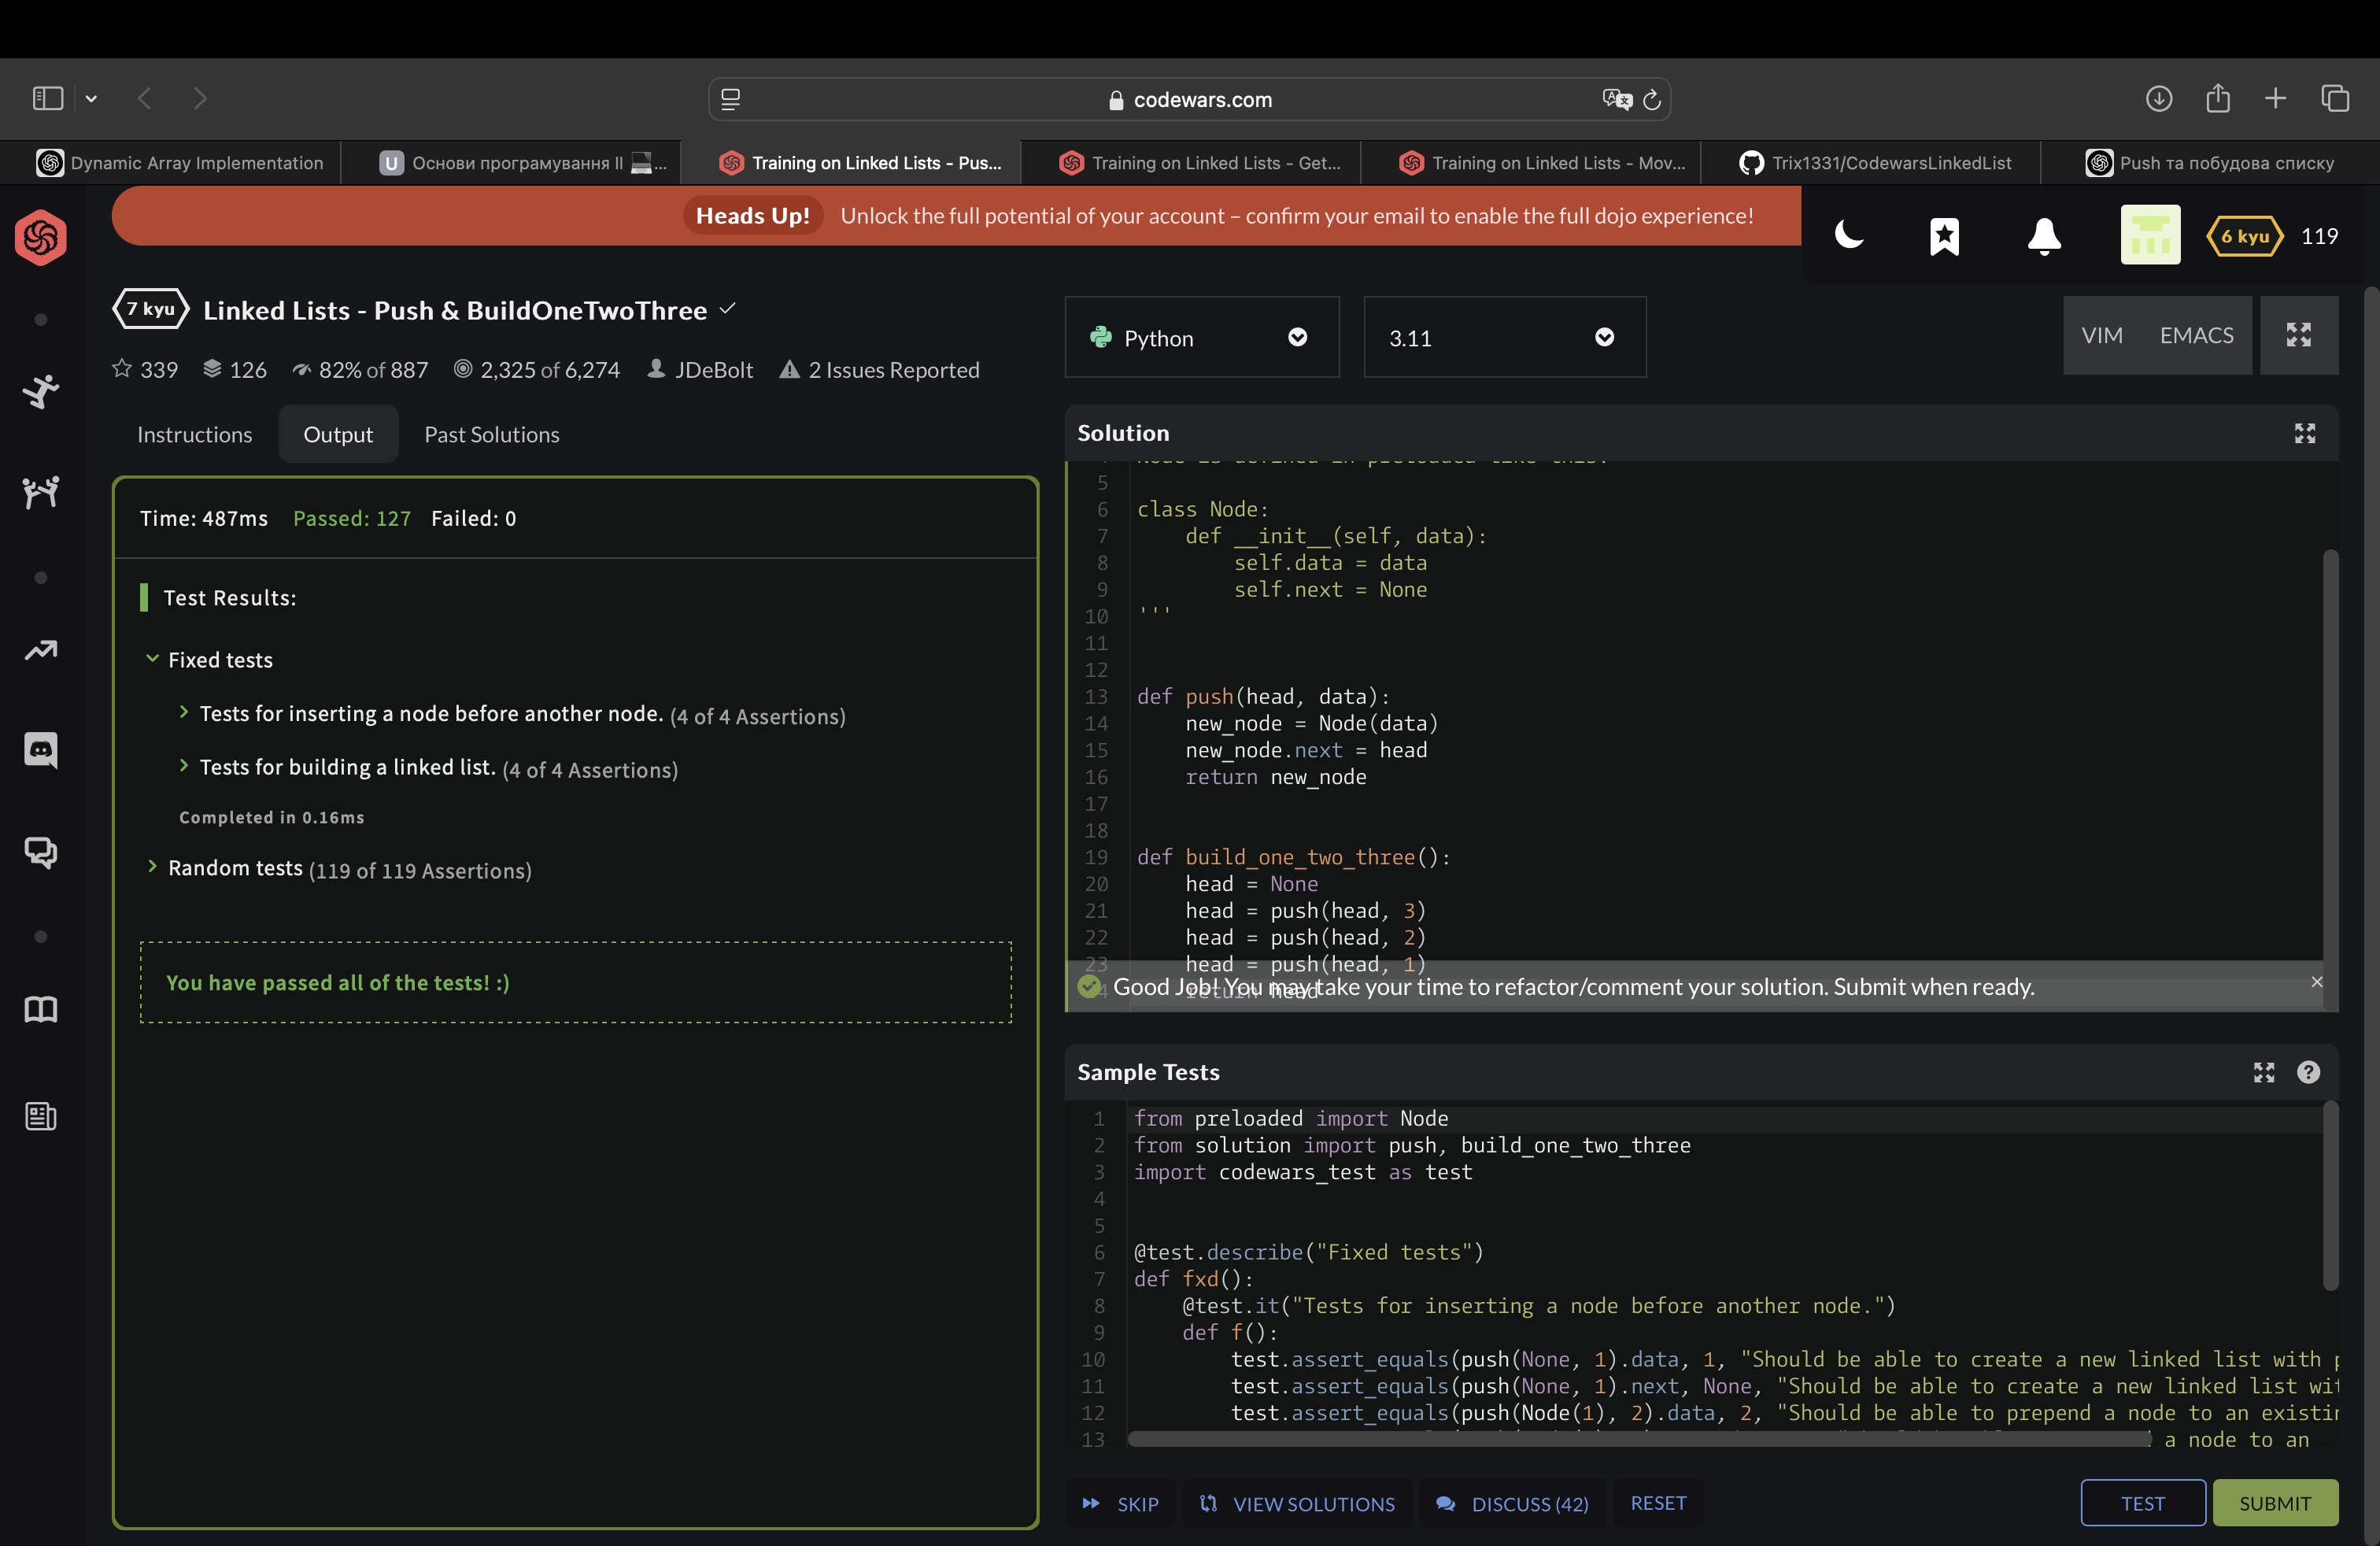 codewars.com
Dynamic Array Implementation
U Основи програмування II 💻...
Training on Linked Lists - Pus...
Training on Linked Lists - Get...
Training on Linked Lists - Mov...
Trix1331/CodewarsLinkedList
Push та побудова списку
Heads Up! Unlock the full potential of your account – confirm your email to enable the full dojo experience!
6 kyu 119
7 kyu Linked Lists - Push & BuildOneTwoThree
339 126 82% of 887 2,325 of 6,274 JDeBolt 2 Issues Reported
Instructions Output Past Solutions
Time: 487ms Passed: 127 Failed: 0
Test Results:
Fixed tests
Tests for inserting a node before another node. (4 of 4 Assertions)
Tests for building a linked list. (4 of 4 Assertions)
Completed in 0.16ms
Random tests (119 of 119 Assertions)
You have passed all of the tests! :)
Python 3.11 VIM EMACS
Solution
5
6 class Node:
7     def __init__(self, data):
8         self.data = data
9         self.next = None
10 '''
11
12
13 def push(head, data):
14     new_node = Node(data)
15     new_node.next = head
16     return new_node
17
18
19 def build_one_two_three():
20     head = None
21     head = push(head, 3)
22     head = push(head, 2)
23     head = push(head, 1)
24     return head
Good Job! You may take your time to refactor/comment your solution. Submit when ready. ×
Sample Tests
1 from preloaded import Node
2 from solution import push, build_one_two_three
3 import codewars_test as test
4
5
6 @test.describe("Fixed tests")
7 def fxd():
8     @test.it("Tests for inserting a node before another node.")
9     def f():
10         test.assert_equals(push(None, 1).data, 1, "Should be able to create a new linked list with
11         test.assert_equals(push(None, 1).next, None, "Should be able to create a new linked list
12         test.assert_equals(push(Node(1), 2).data, 2, "Should be able to prepend a node to an
13 a node to an
SKIP VIEW SOLUTIONS DISCUSS (42) RESET TEST SUBMIT